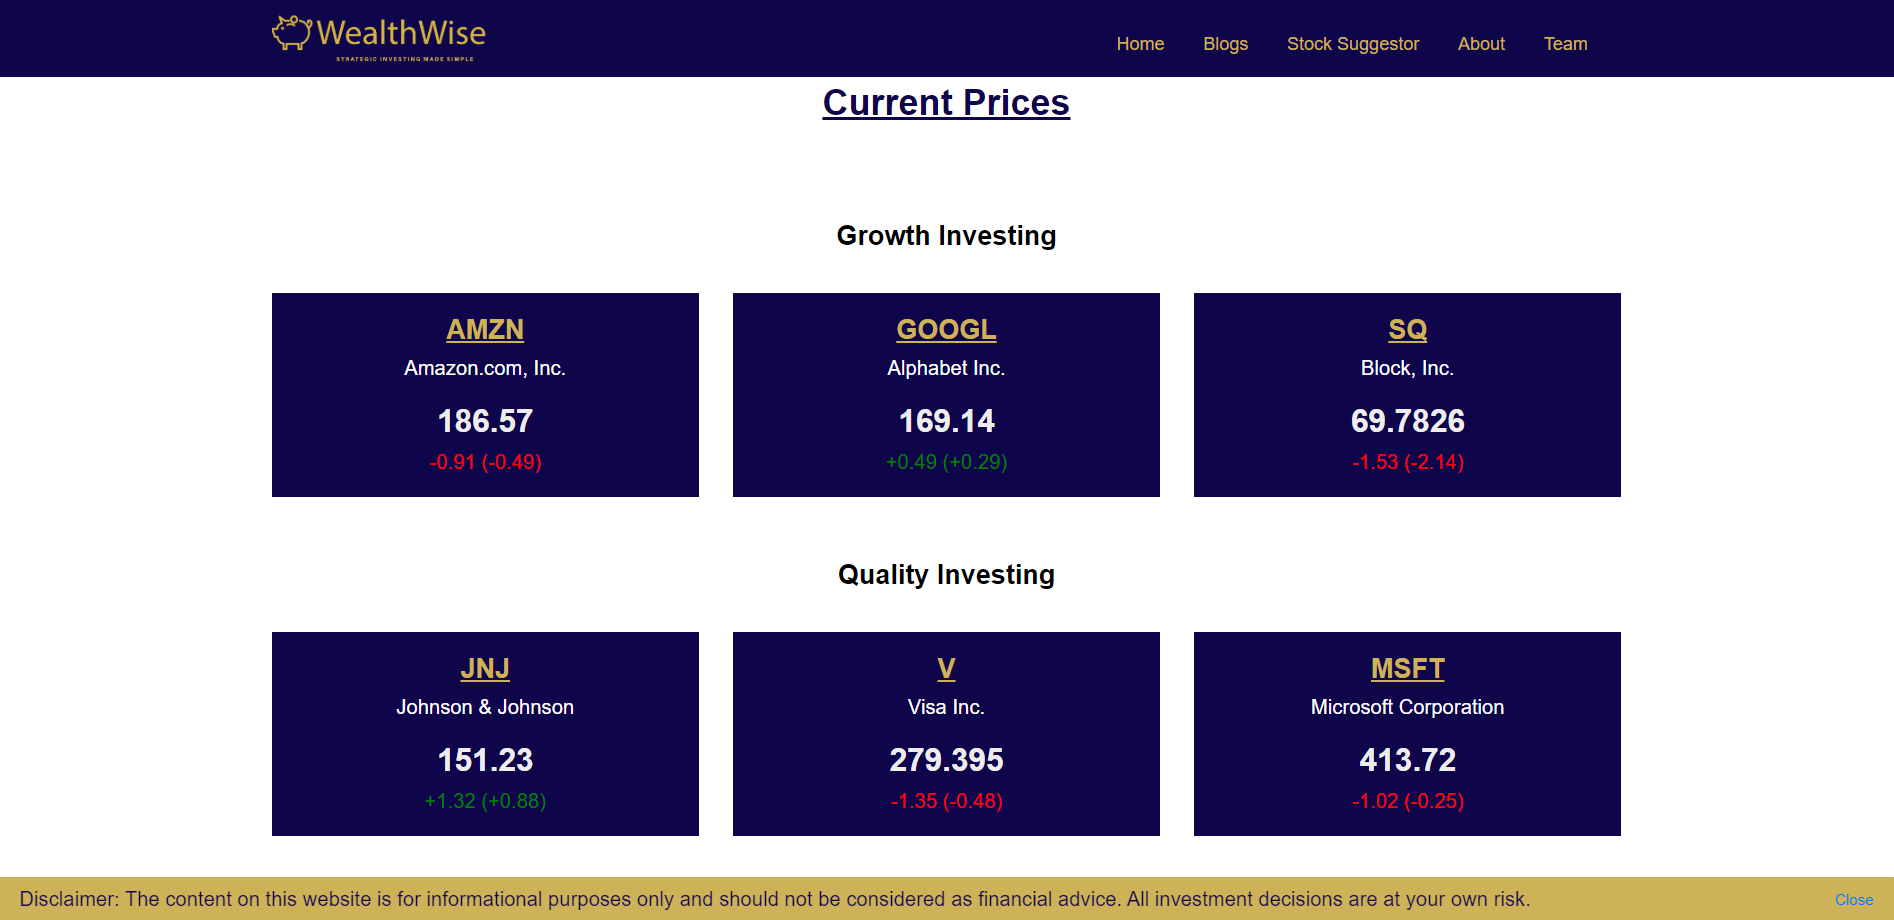 WealthWise
STRATEGIC INVESTING MADE SIMPLE
Home Blogs Stock Suggestor About Team
Current Prices
Growth Investing
AMZN
Amazon.com, Inc.
186.57
-0.91 (-0.49)
GOOGL
Alphabet Inc.
169.14
+0.49 (+0.29)
SQ
Block, Inc.
69.7826
-1.53 (-2.14)
Quality Investing
JNJ
Johnson & Johnson
151.23
+1.32 (+0.88)
V
Visa Inc.
279.395
-1.35 (-0.48)
MSFT
Microsoft Corporation
413.72
-1.02 (-0.25)
Disclaimer: The content on this website is for informational purposes only and should not be considered as financial advice. All investment decisions are at your own risk. Close